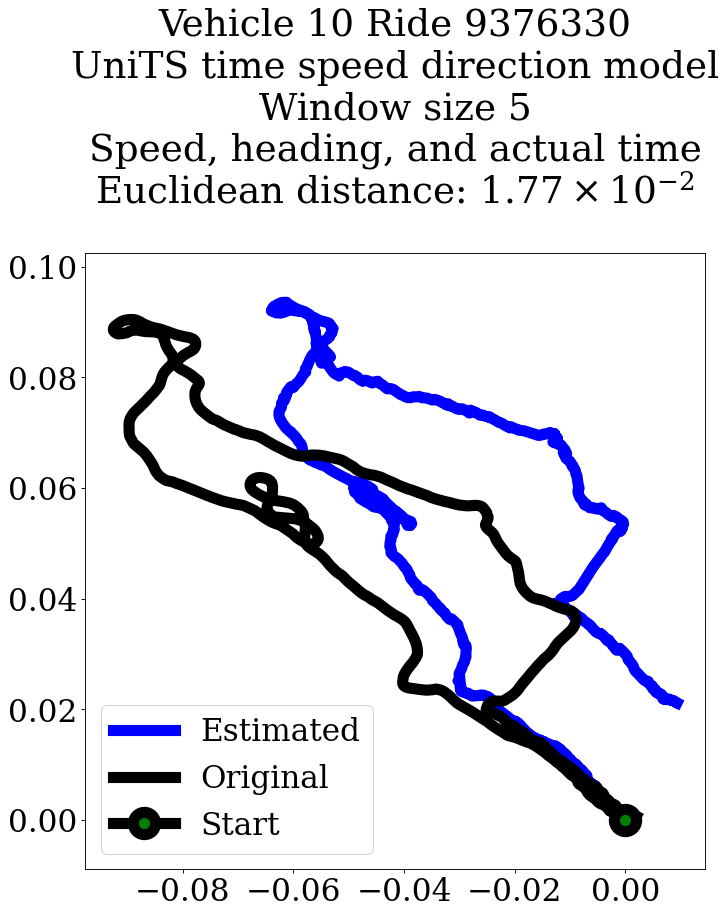 Vehicle 10 Ride 9376330
UniTS time speed direction model
Window size 5
Speed, heading, and actual time
Euclidean distance: 1.77 × 10⁻²
0.10
0.08
0.06
0.04
0.02
0.00
Estimated
Original
Start
−0.08 −0.06 −0.04 −0.02 0.00